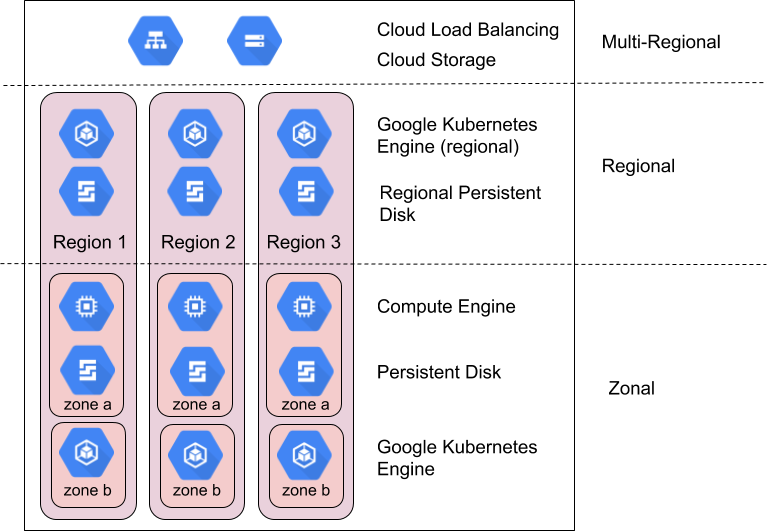 Cloud Load Balancing
Cloud Storage
Multi-Regional
Google Kubernetes
Engine (regional)
Regional
Regional Persistent
Disk
Region 1
Region 2
Region 3
Compute Engine
Persistent Disk
Zonal
zone a
zone a
zone a
Google Kubernetes
Engine
zone b
zone b
zone b